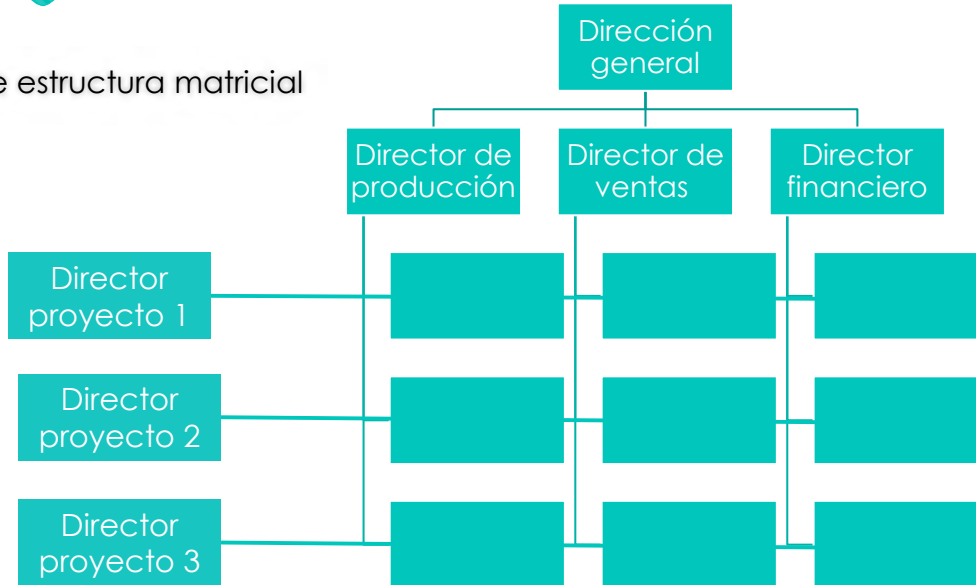 Dirección
general
e estructura matricial
Director de
producción
Director de
ventas
Director
financiero
Director
proyecto 1
Director
proyecto 2
Director
proyecto 3